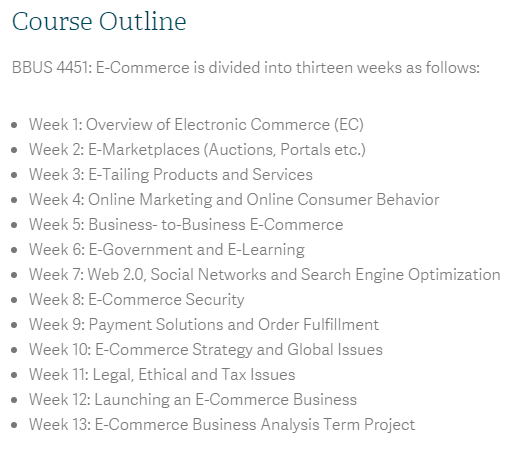 Course Outline
BBUS 4451: E-Commerce is divided into thirteen weeks as follows:
Week 1: Overview of Electronic Commerce (EC)
Week 2: E-Marketplaces (Auctions, Portals etc.)
Week 3: E-Tailing Products and Services
Week 4: Online Marketing and Online Consumer Behavior
Week 5: Business- to-Business E-Commerce
Week 6: E-Government and E-Learning
Week 7: Web 2.0, Social Networks and Search Engine Optimization
Week 8: E-Commerce Security
Week 9: Payment Solutions and Order Fulfillment
Week 10: E-Commerce Strategy and Global Issues
Week 11: Legal, Ethical and Tax Issues
Week 12: Launching an E-Commerce Business
Week 13: E-Commerce Business Analysis Term Project